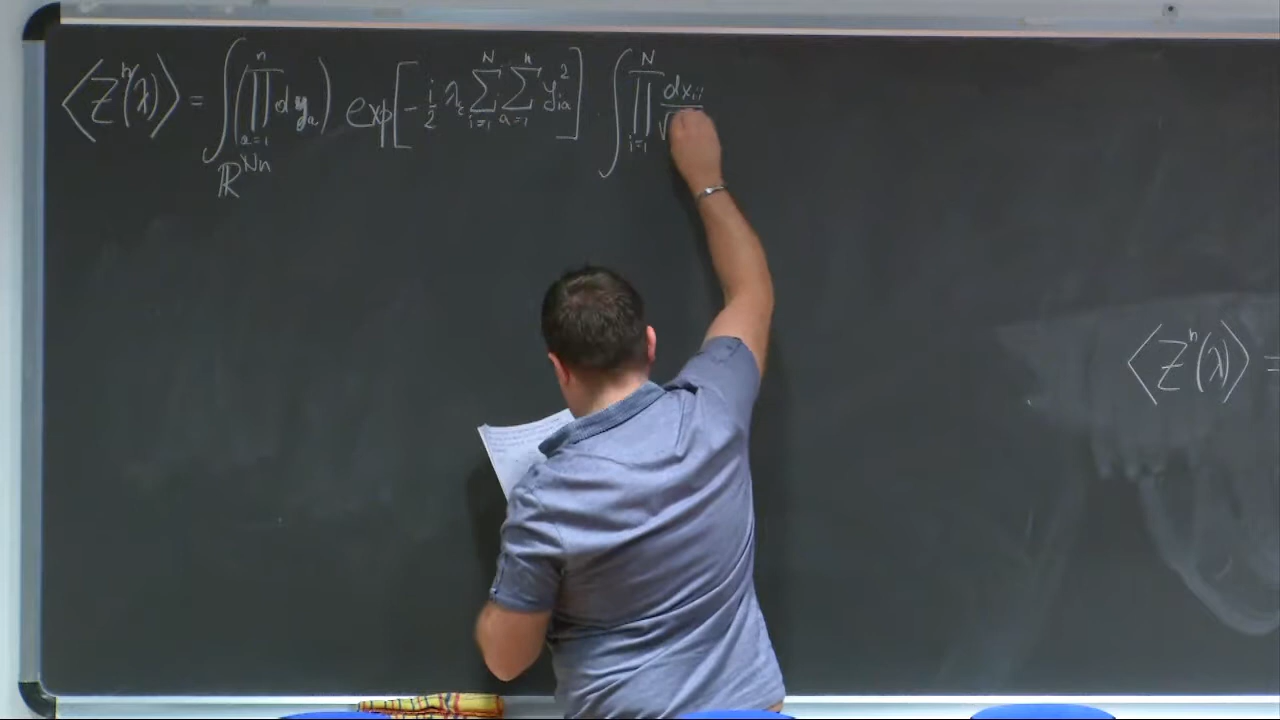 ⟨Z^n(λ)⟩ = ∫_{ℝ^{Nn}} (∏_{a=1}^{n} dy_a) exp[-i/2 λ_ε ∑_{i=1}^{N} ∑_{a=1}^{n} y_{ia}^2] · ∫ ∏_{i=1}^{N} dx_{ii}/√
⟨Z^n(λ)⟩ =